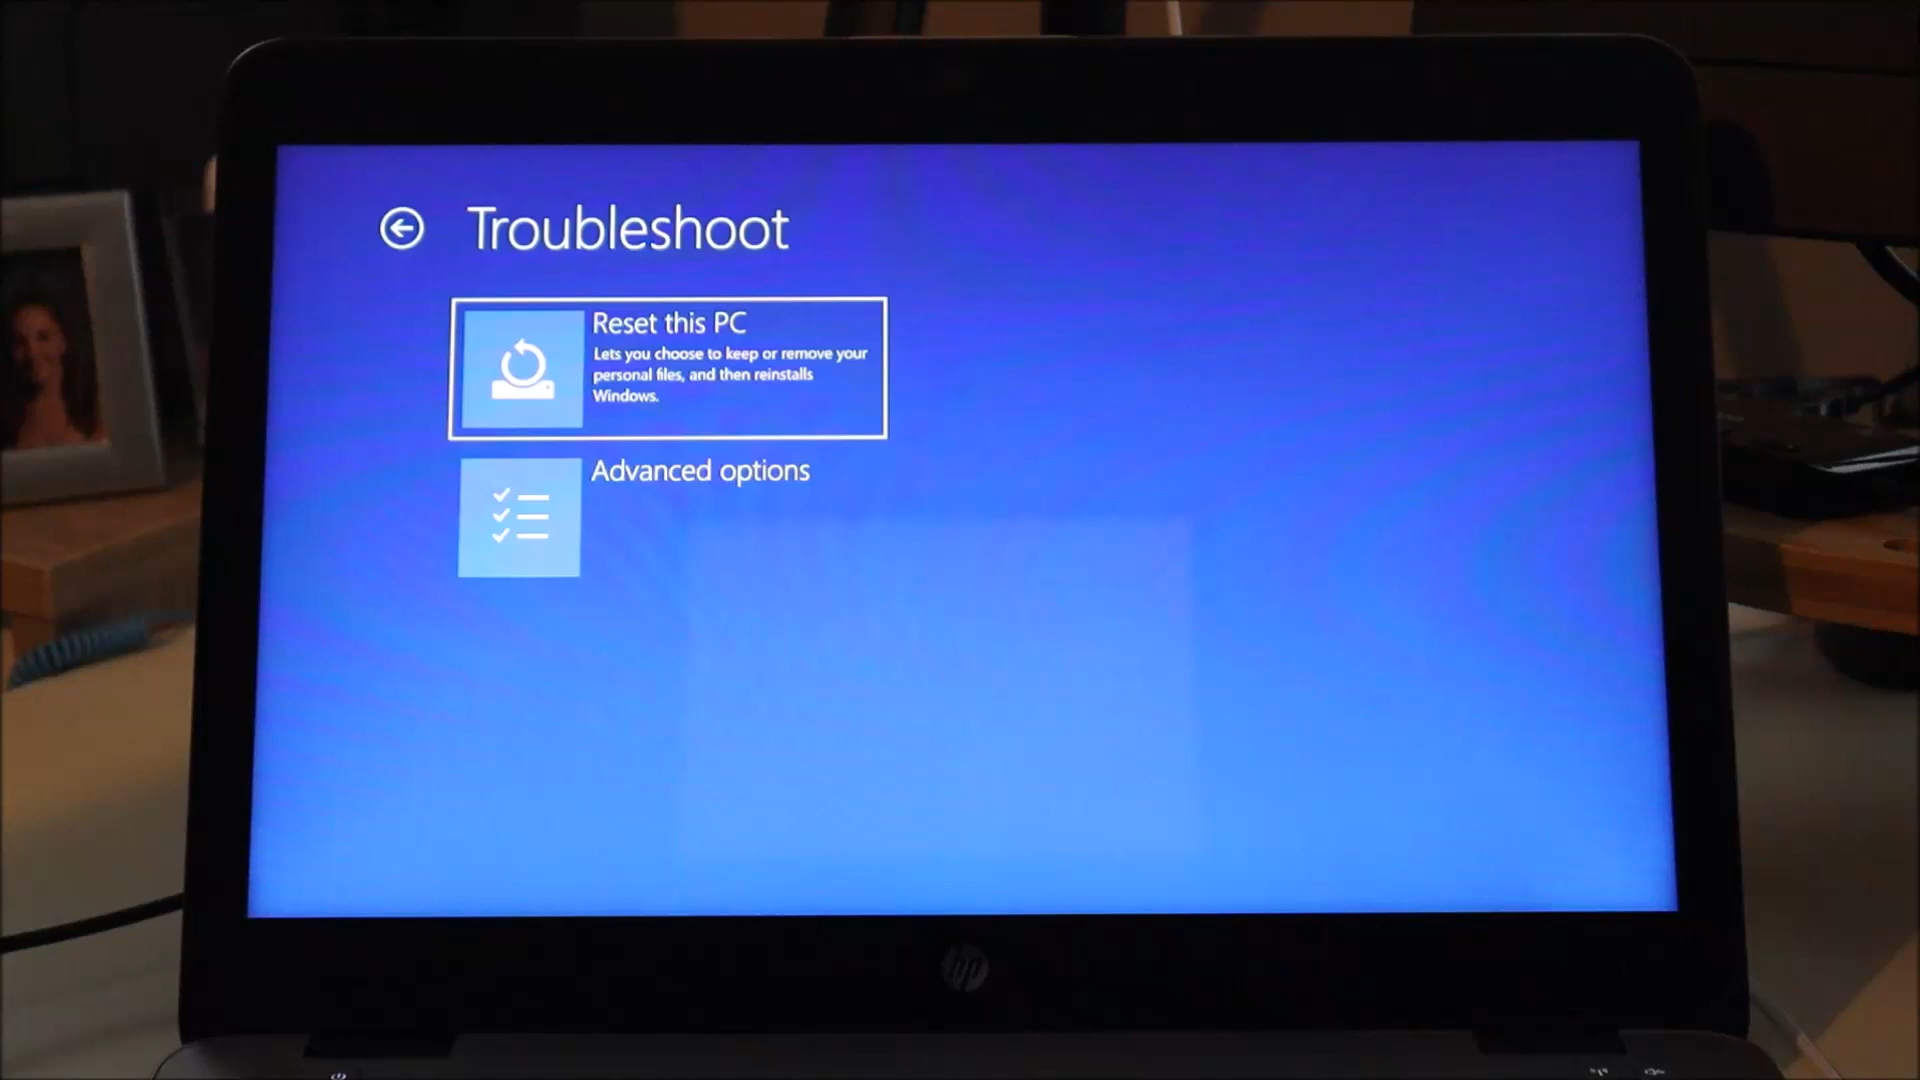 Troubleshoot
Reset this PC
Lets you choose to keep or remove your
personal files, and then reinstalls
Windows.
Advanced options
hp